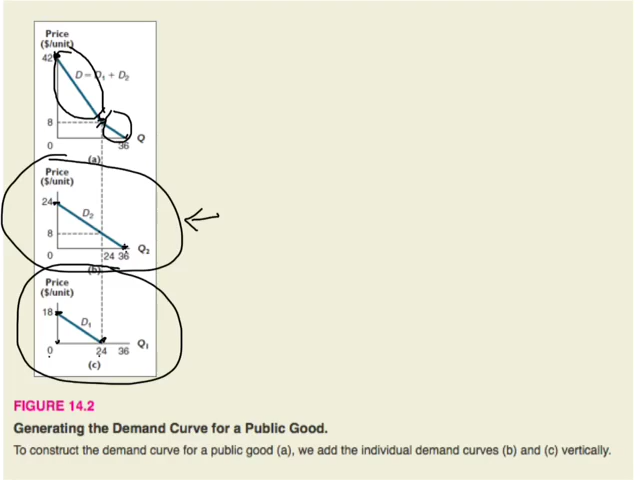 Price
($/unit)
42
D = D1 + D2
8
0
36
Q
(a)
Price
($/unit)
24
D2
8
0
24 36
Q2
(b)
Price
($/unit)
18
D1
0
24 36
Q1
(c)
FIGURE 14.2
Generating the Demand Curve for a Public Good.
To construct the demand curve for a public good (a), we add the individual demand curves (b) and (c) vertically.